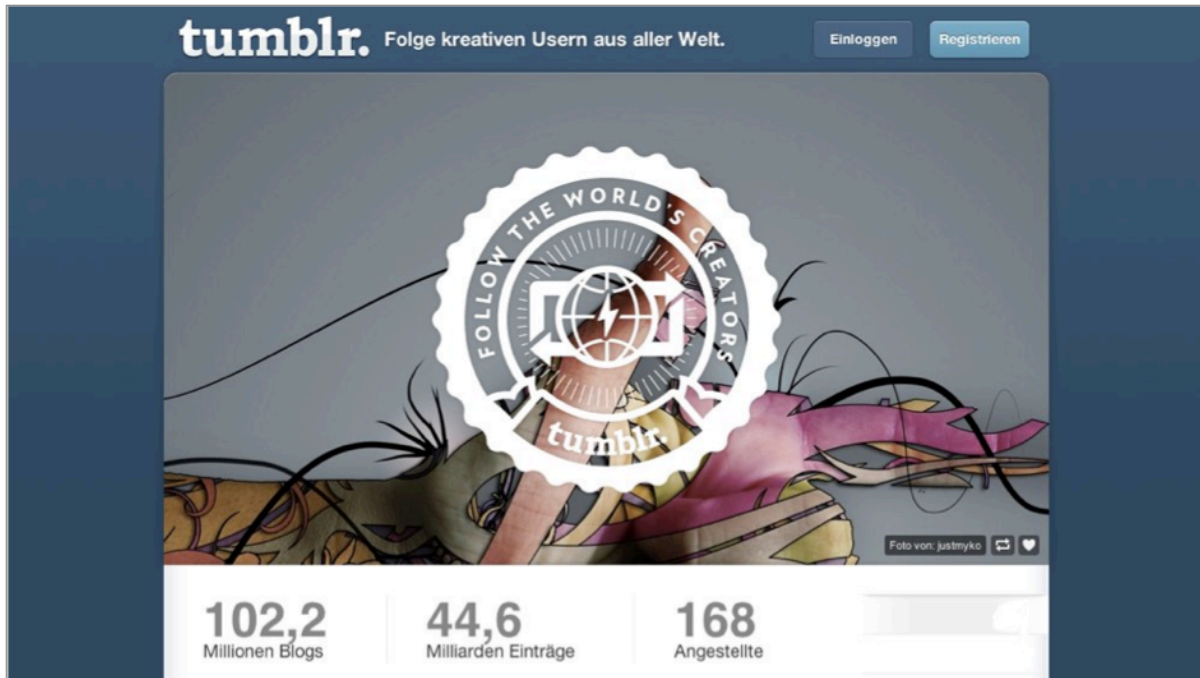 tumblr. Folge kreativen Usern aus aller Welt.
Einloggen
Registrieren
FOLLOW THE WORLD'S CREATORS
tumblr.
Foto von: justmyko
102,2
Millionen Blogs
44,6
Milliarden Einträge
168
Angestellte